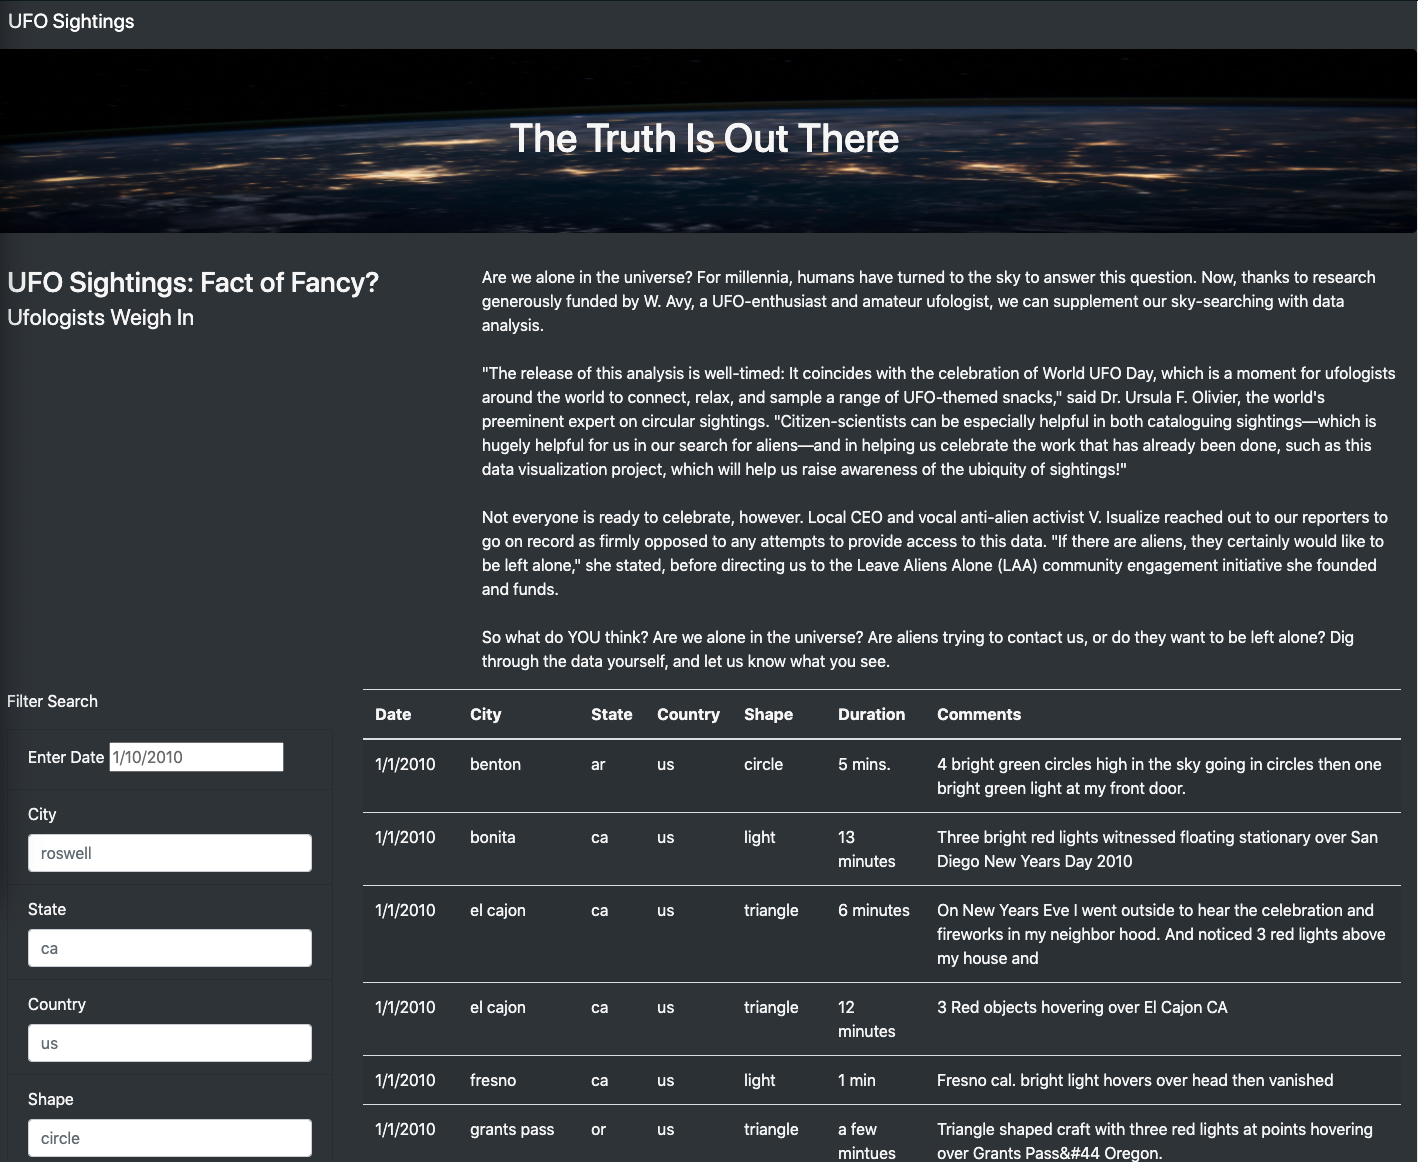 UFO Sightings
The Truth Is Out There
UFO Sightings: Fact of Fancy?
Ufologists Weigh In
Are we alone in the universe? For millennia, humans have turned to the sky to answer this question. Now, thanks to research
generously funded by W. Avy, a UFO-enthusiast and amateur ufologist, we can supplement our sky-searching with data
analysis.
"The release of this analysis is well-timed: It coincides with the celebration of World UFO Day, which is a moment for ufologists
around the world to connect, relax, and sample a range of UFO-themed snacks," said Dr. Ursula F. Olivier, the world's
preeminent expert on circular sightings. "Citizen-scientists can be especially helpful in both cataloguing sightings—which is
hugely helpful for us in our search for aliens—and in helping us celebrate the work that has already been done, such as this
data visualization project, which will help us raise awareness of the ubiquity of sightings!"
Not everyone is ready to celebrate, however. Local CEO and vocal anti-alien activist V. Isualize reached out to our reporters to
go on record as firmly opposed to any attempts to provide access to this data. "If there are aliens, they certainly would like to
be left alone," she stated, before directing us to the Leave Aliens Alone (LAA) community engagement initiative she founded
and funds.
So what do YOU think? Are we alone in the universe? Are aliens trying to contact us, or do they want to be left alone? Dig
through the data yourself, and let us know what you see.
Filter Search
Enter Date 1/10/2010
City
roswell
State
ca
Country
us
Shape
circle
Date City State Country Shape Duration Comments
1/1/2010 benton ar us circle 5 mins. 4 bright green circles high in the sky going in circles then one
bright green light at my front door.
1/1/2010 bonita ca us light 13 Three bright red lights witnessed floating stationary over San
minutes Diego New Years Day 2010
1/1/2010 el cajon ca us triangle 6 minutes On New Years Eve I went outside to hear the celebration and
fireworks in my neighbor hood. And noticed 3 red lights above
my house and
1/1/2010 el cajon ca us triangle 12 3 Red objects hovering over El Cajon CA
minutes
1/1/2010 fresno ca us light 1 min Fresno cal. bright light hovers over head then vanished
1/1/2010 grants pass or us triangle a few Triangle shaped craft with three red lights at points hovering
mintues over Grants Pass&#44 Oregon.